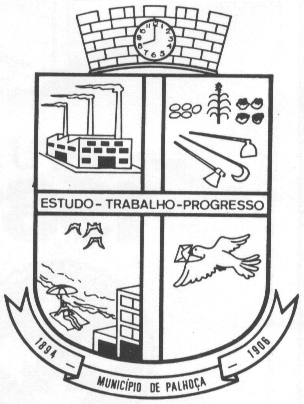 ESTUDO - TRABALHO - PROGRESSO
1894 — MUNICÍPIO DE PALHOÇA — 1906